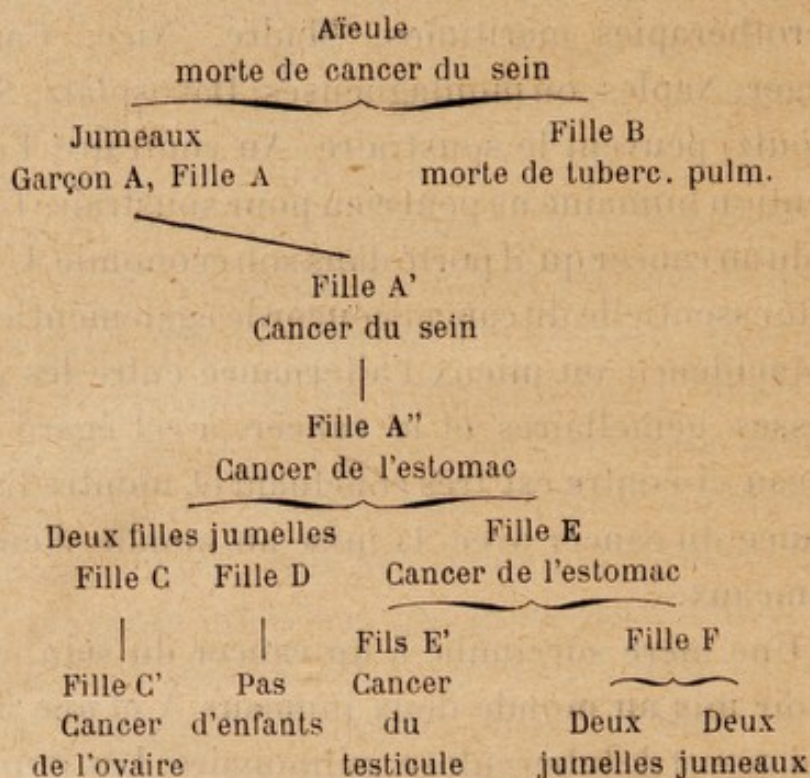 Aïeule
morte de cancer du sein
Jumeaux Fille B
Garçon A, Fille A morte de tuberc. pulm.
Fille A'
Cancer du sein
Fille A"
Cancer de l'estomac
Deux filles jumelles Fille E
Fille C Fille D Cancer de l'estomac
Fils E' Fille F
Fille C' Pas Cancer
Cancer d'enfants du Deux Deux
de l'ovaire testicule jumelles jumeaux